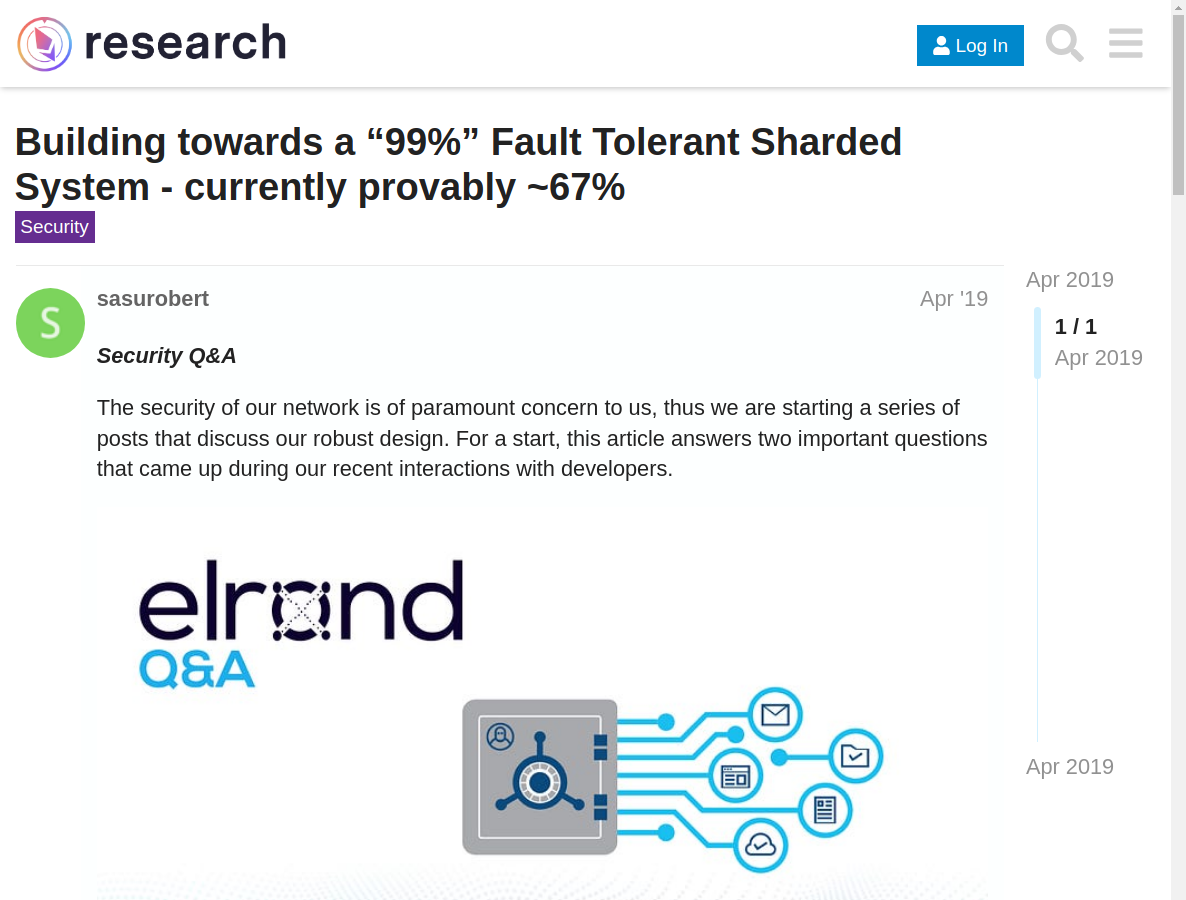 research
Log In
Building towards a “99%” Fault Tolerant Sharded
System - currently provably ~67%
Security
S
sasurobert
Apr '19
Apr 2019
1 / 1
Apr 2019
Security Q&A
The security of our network is of paramount concern to us, thus we are starting a series of
posts that discuss our robust design. For a start, this article answers two important questions
that came up during our recent interactions with developers.
elrond
Q&A
Apr 2019